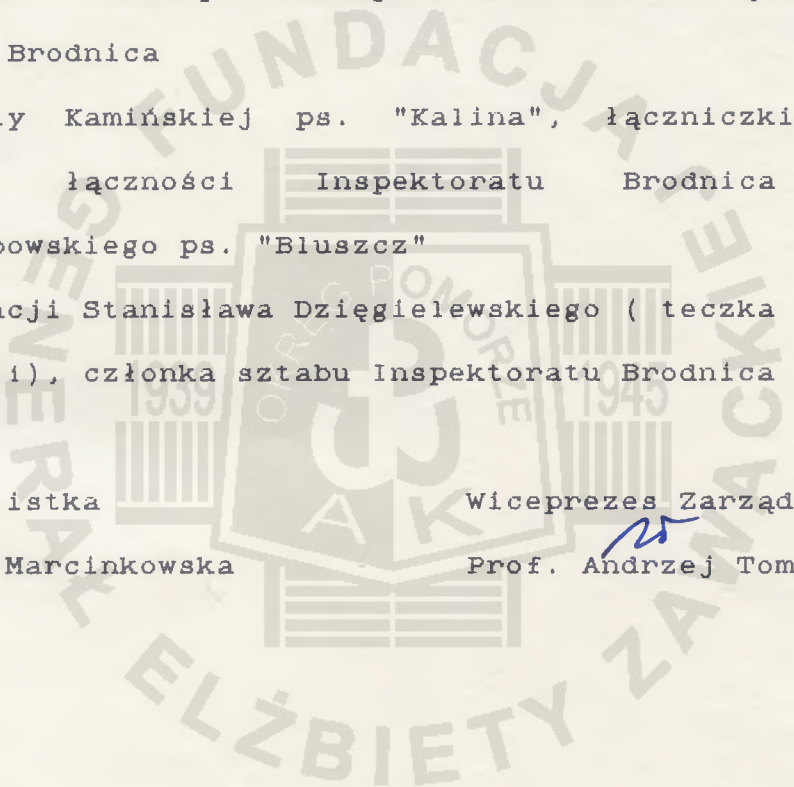 Brodnica
y Kamińskiej ps. "Kalina", łączniczki
łączności Inspektoratu Brodnica
owskiego ps. "Bluszcz"
cji Stanisława Dzięgielewskiego ( teczka
i), członka sztabu Inspektoratu Brodnica
istka
Wiceprezes Zarząd
Marcinkowska
Prof. Andrzej Tom
FUNDACJA
GENERAŁ ELŻBIETY ZAWACKIEJ
OKRĘG POMORZE
1939
1945
AK